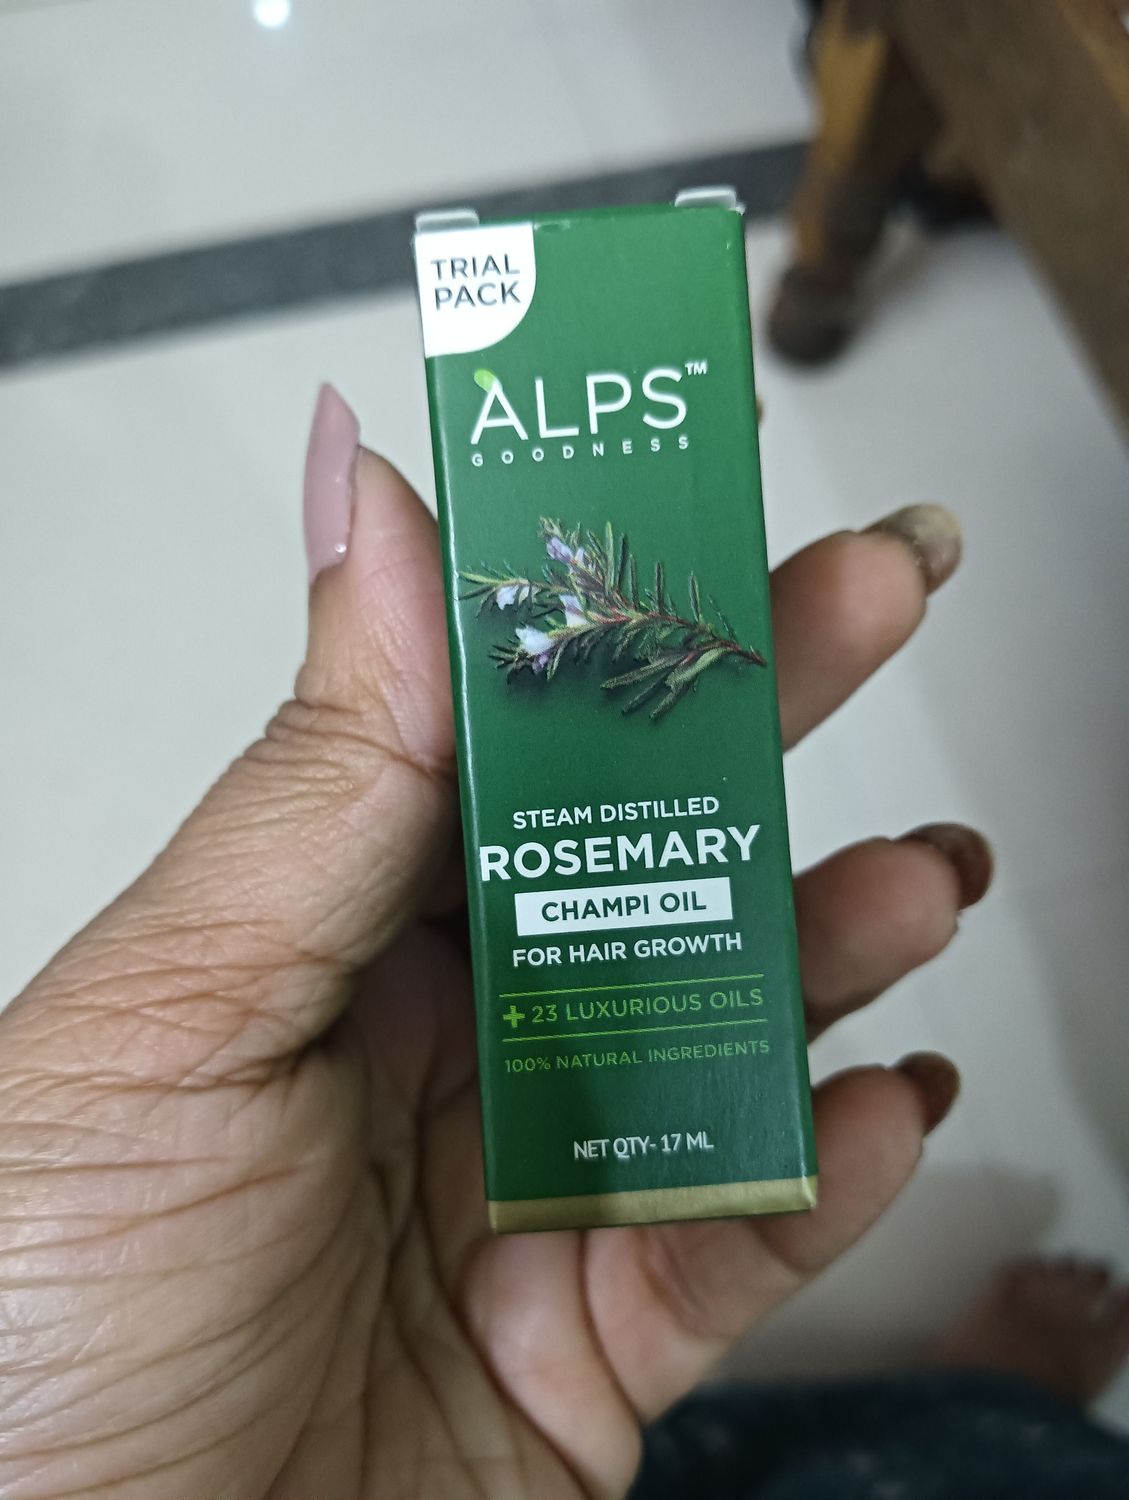 TRIAL
PACK
ALPS™
GOODNESS
STEAM DISTILLED
ROSEMARY
CHAMPI OIL
FOR HAIR GROWTH
+ 23 LUXURIOUS OILS
100% NATURAL INGREDIENTS
NET QTY- 17 ML